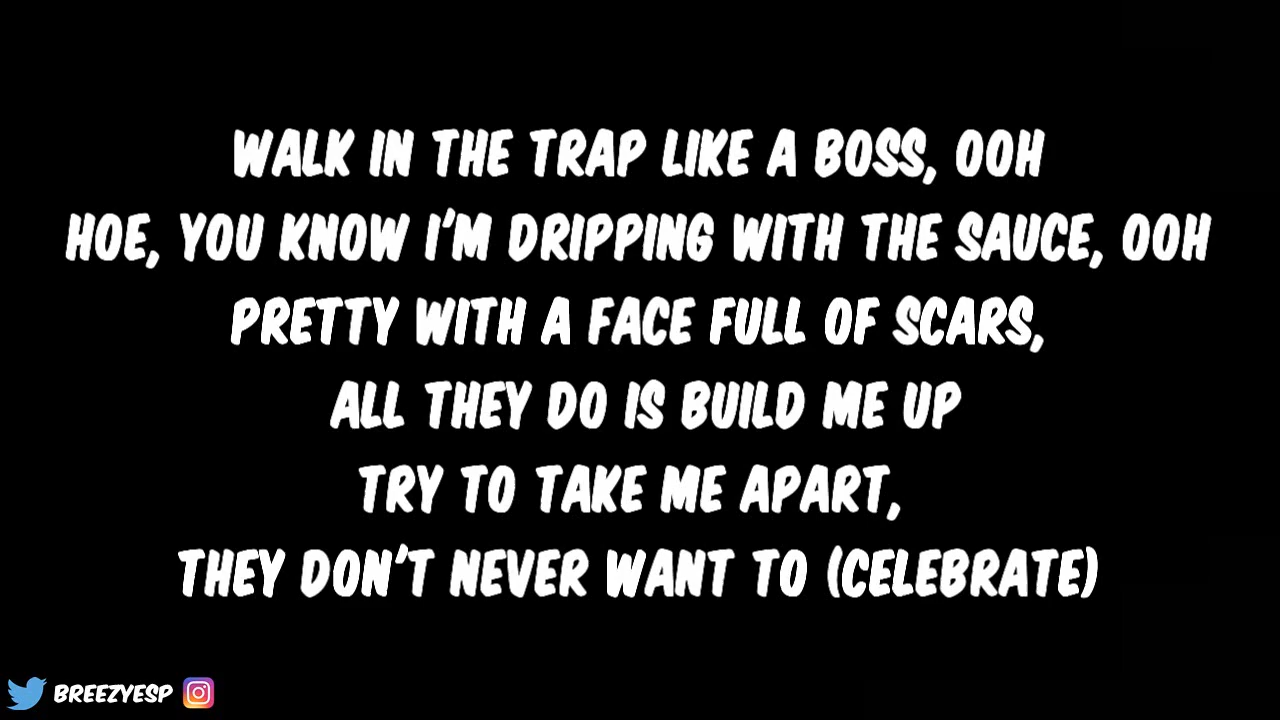 WALK IN THE TRAP LIKE A BOSS, OOH
HOE, YOU KNOW I'M DRIPPING WITH THE SAUCE, OOH
PRETTY WITH A FACE FULL OF SCARS,
ALL THEY DO IS BUILD ME UP
TRY TO TAKE ME APART,
THEY DON'T NEVER WANT TO (CELEBRATE)
BREEZYESP